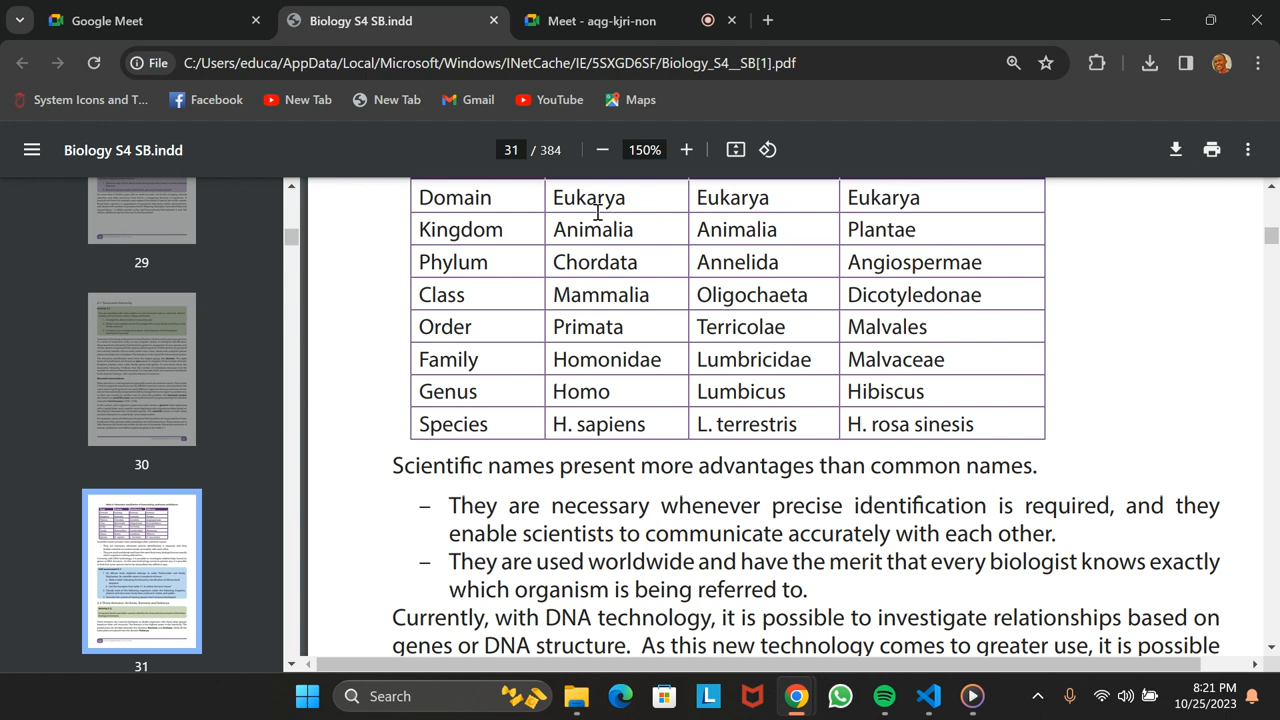 Google Meet
Biology S4 SB.indd
Meet - aqg-kjri-non
File
C:/Users/educa/AppData/Local/Microsoft/Windows/INetCache/IE/5SXGD6SF/Biology_S4__SB[1].pdf
System Icons and T...
Facebook
New Tab
New Tab
Gmail
YouTube
Maps
Biology S4 SB.indd
31 / 384
150%
29
30
31
Domain Eukarya Eukarya Eukarya
Kingdom Animalia Animalia Plantae
Phylum Chordata Annelida Angiospermae
Class Mammalia Oligochaeta Dicotyledonae
Order Primata Terricolae Malvales
Family Homonidae Lumbricidae Malvaceae
Genus Homo Lumbicus Hibiscus
Species H. sapiens L. terrestris H. rosa sinesis
Scientific names present more advantages than common names.
– They are necessary whenever precise identification is required, and they
enable scientists to communicate accurately with each other.
– They are used worldwide and have the merit that every biologist knows exactly
which organism is being referred to.
Currently, with DNA technology, it is possible to investigate relationships based on
genes or DNA structure. As this new technology comes to greater use, it is possible
Search
8:21 PM
10/25/2023